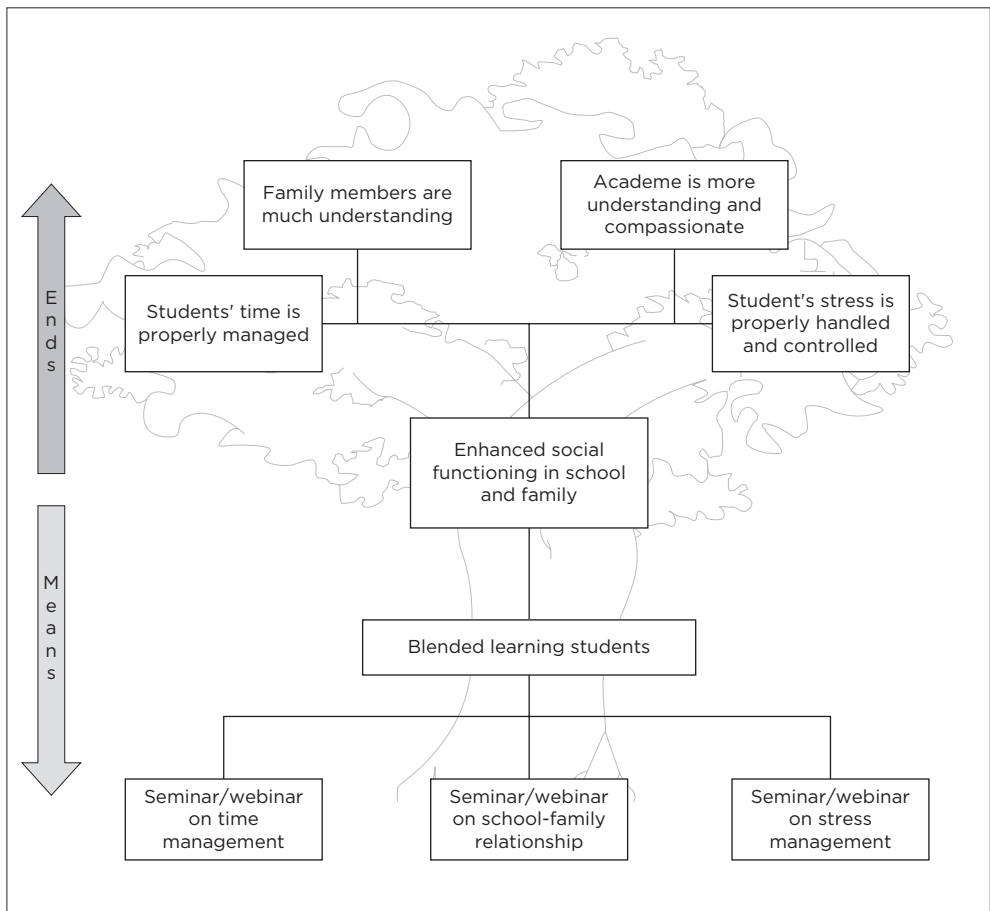 Family members are
much understanding
Academe is more
understanding and
compassionate
Ends
Students' time is
properly managed
Student's stress is
properly handled
and controlled
Enhanced social
functioning in school
and family
Means
Blended learning students
Seminar/webinar
on time
management
Seminar/webinar
on school-family
relationship
Seminar/webinar
on stress
management